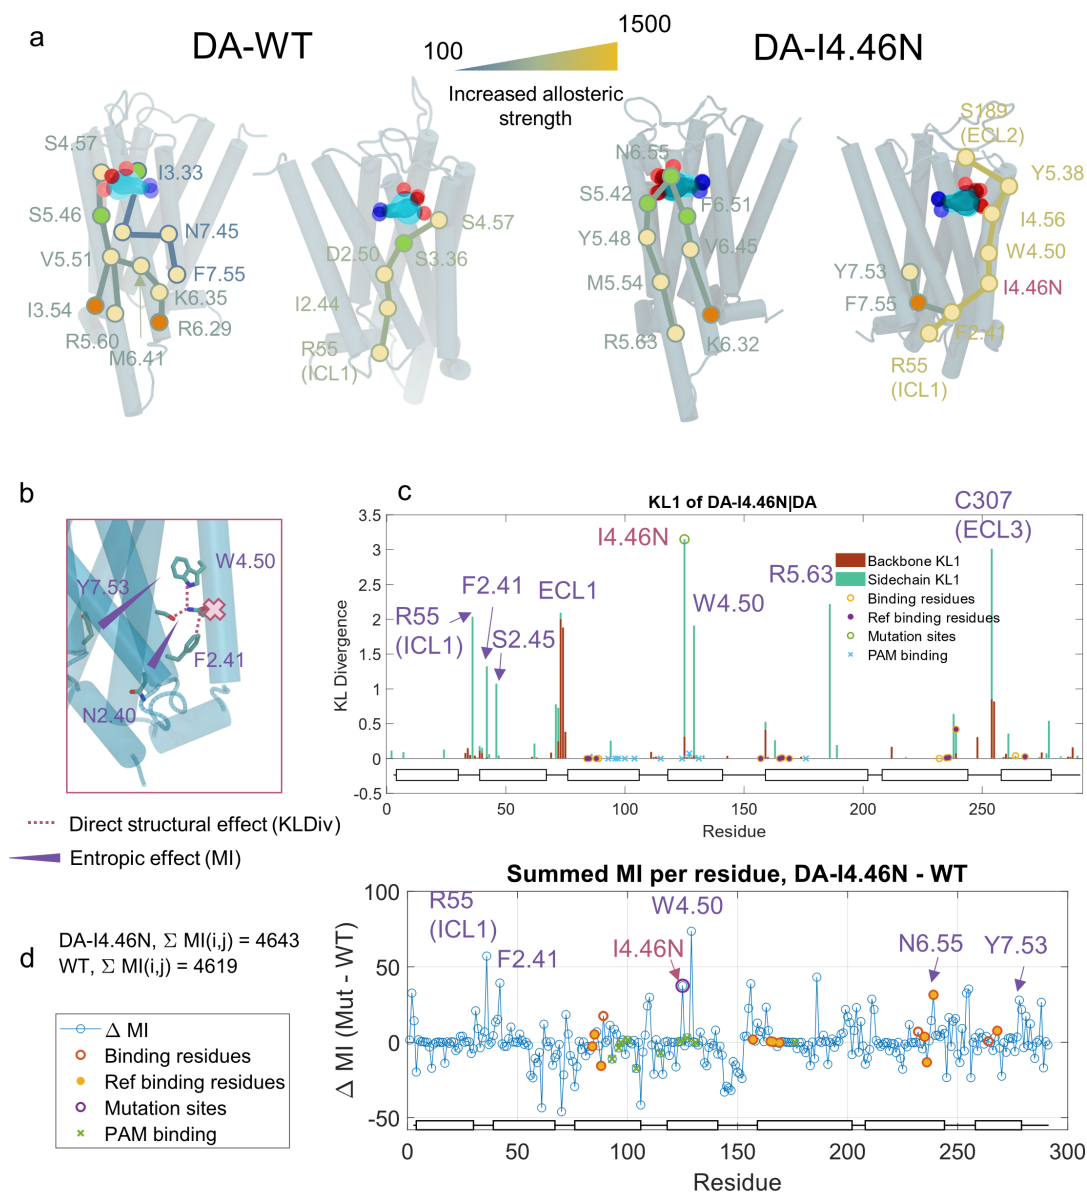 a
DA-WT
100
1500
Increased allosteric
strength
DA-I4.46N
S4.57
I3.33
S5.46
N7.45
V5.51
F7.55
I3.54
K6.35
R5.60
R6.29
M6.41
S4.57
D2.50
S3.36
I2.44
R55
(ICL1)
N6.55
S5.42
F6.51
Y5.48
V6.45
M5.54
R5.63
K6.32
S189
(ECL2)
Y5.38
I4.56
W4.50
Y7.53
I4.46N
F7.55
F2.41
R55
(ICL1)
b
W4.50
Y7.53
F2.41
N2.40
Direct structural effect (KLDiv)
Entropic effect (MI)
c
KL1 of DA-I4.46N|DA
C307
(ECL3)
I4.46N
R5.63
F2.41
ECL1
W4.50
R55
(ICL1)
S2.45
Backbone KL1
Sidechain KL1
Binding residues
Ref binding residues
Mutation sites
PAM binding
KL Divergence
3.5
3
2.5
2
1.5
1
0.5
0
-0.5
0
50
100
150
200
250
Residue
d
DA-I4.46N, Σ MI(i,j) = 4643
WT, Σ MI(i,j) = 4619
Δ MI
Binding residues
Ref binding residues
Mutation sites
PAM binding
Summed MI per residue, DA-I4.46N - WT
R55
(ICL1)
F2.41
W4.50
I4.46N
N6.55
Y7.53
Δ MI (Mut - WT)
100
50
0
-50
0
50
100
150
200
250
300
Residue